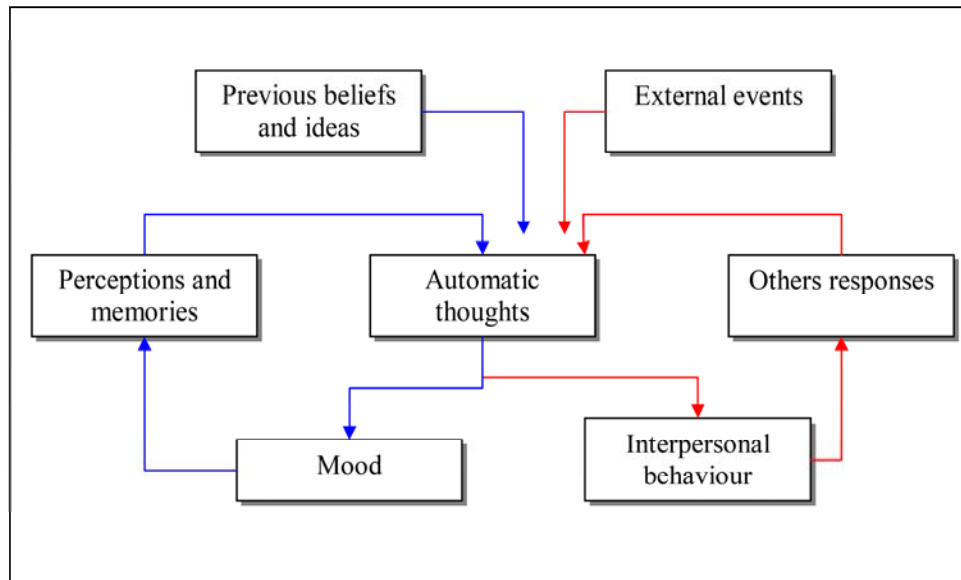 Previous beliefs
and ideas
External events
Perceptions and
memories
Automatic
thoughts
Others responses
Mood
Interpersonal
behaviour